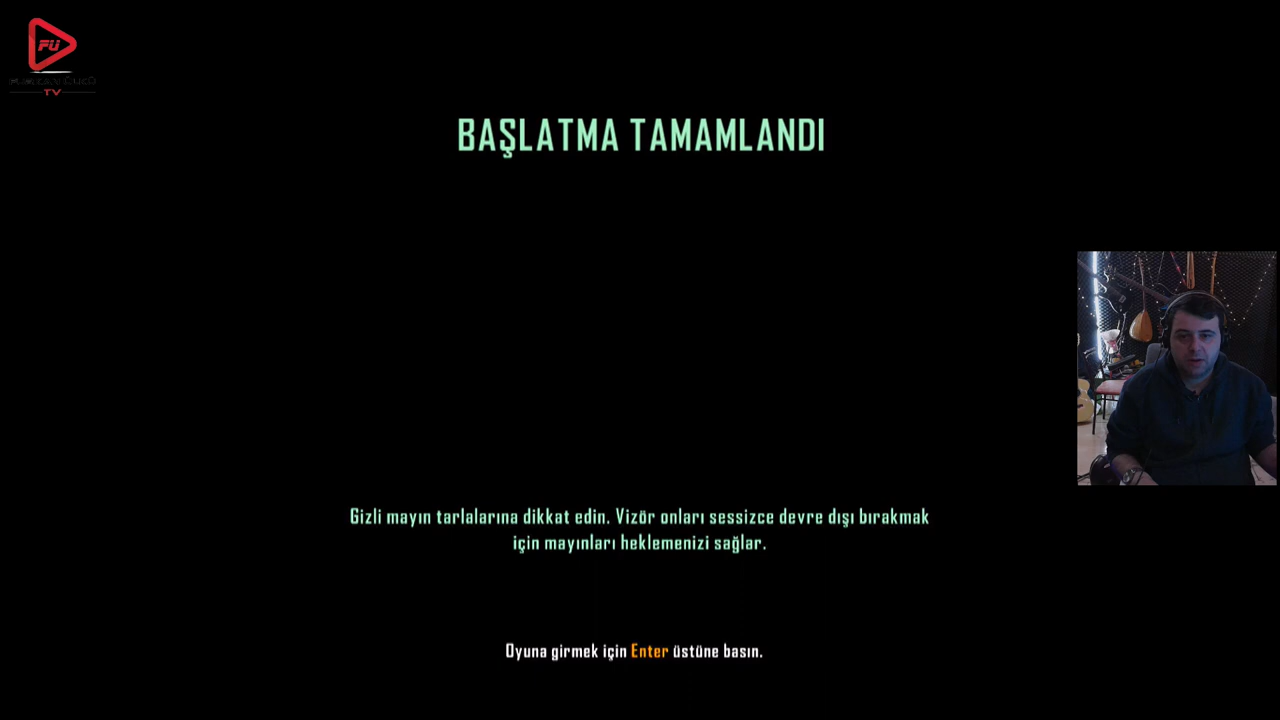 FU
TV
BAŞLATMA TAMAMLANDI
Gizli mayın tarlalarına dikkat edin. Vizör onları sessizce devre dışı bırakmak
için mayınları heklemenizi sağlar.
Oyuna girmek için Enter üstüne basın.